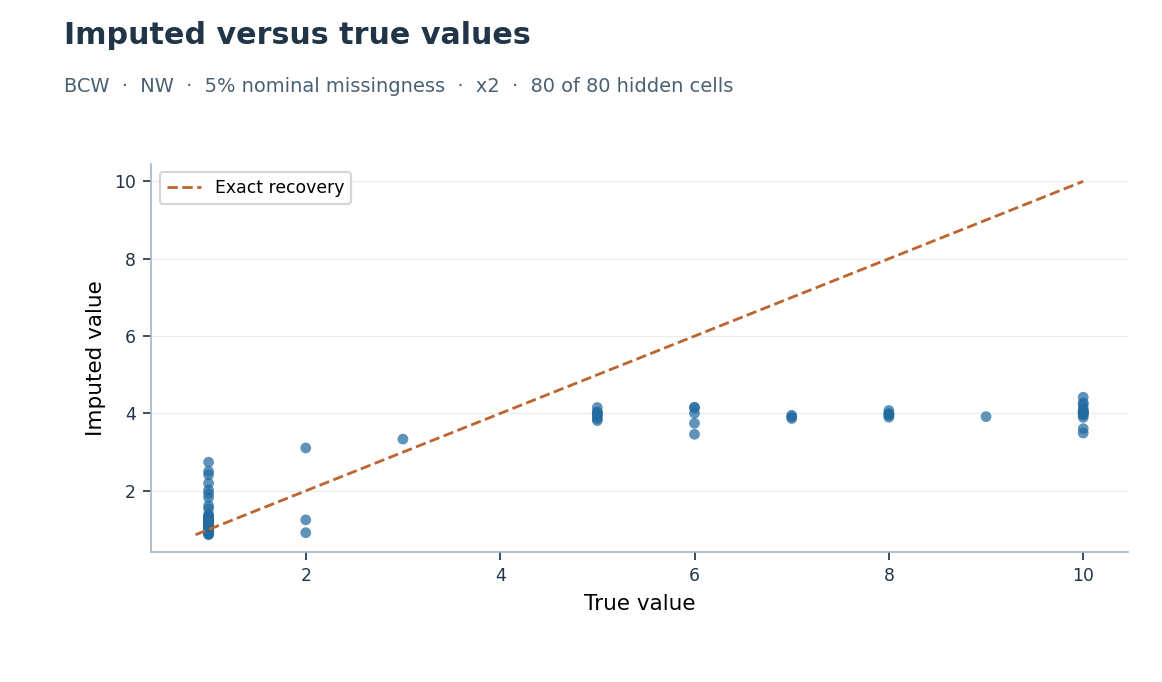 Imputed versus true values
BCW · NW · 5% nominal missingness · x2 · 80 of 80 hidden cells
Exact recovery
10
8
6
4
2
Imputed value
2 4 6 8 10
True value